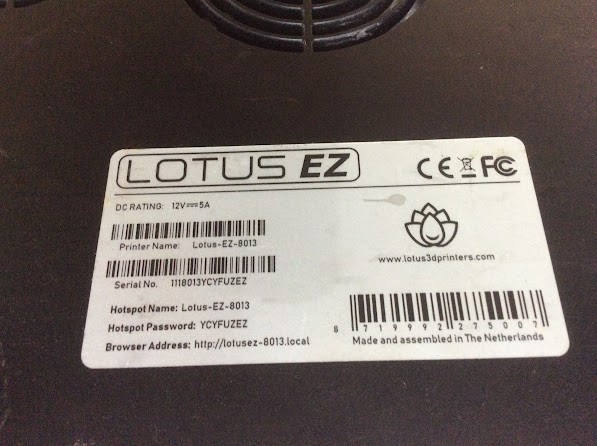 LOTUS EZ
CE FC
DC RATING: 12V⎓5A
Printer Name: Lotus-EZ-8013
www.lotus3dprinters.com
Serial No. 1118013YCYFUZEZ
Hotspot Name: Lotus-EZ-8013
Hotspot Password: YCYFUZEZ
8 719992 275007
Browser Address: http://lotusez-8013.local
Made and assembled in The Netherlands